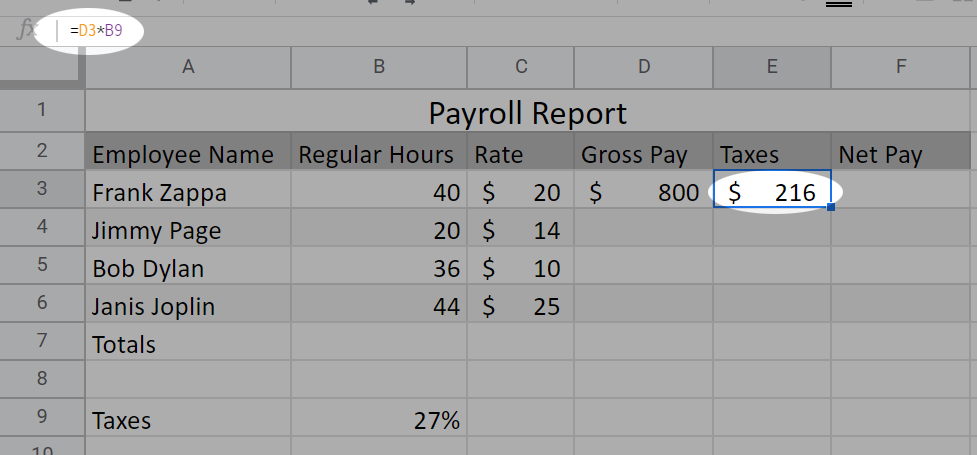 fx =D3*B9
A B C D E F
1 Payroll Report
2 Employee Name Regular Hours Rate Gross Pay Taxes Net Pay
3 Frank Zappa 40 $ 20 $ 800 $ 216
4 Jimmy Page 20 $ 14
5 Bob Dylan 36 $ 10
6 Janis Joplin 44 $ 25
7 Totals
8
9 Taxes 27%
10